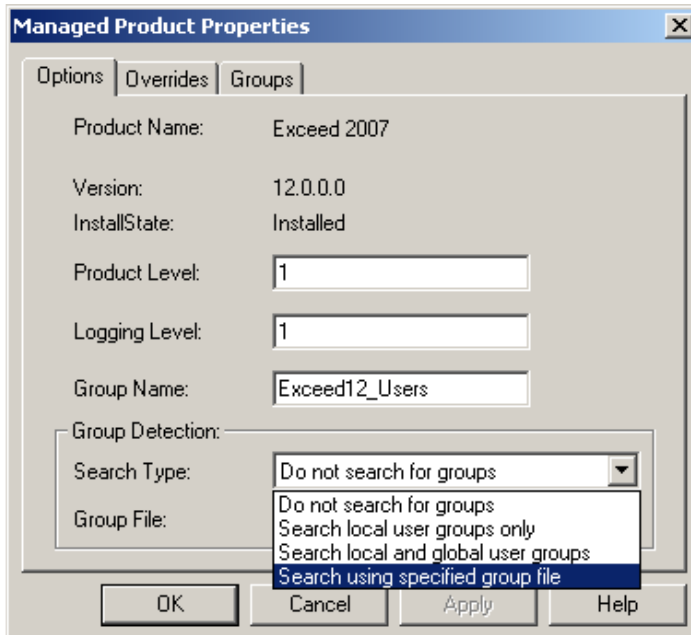 Managed Product Properties
Options Overrides Groups
Product Name: Exceed 2007
Version: 12.0.0.0
InstallState: Installed
Product Level: 1
Logging Level: 1
Group Name: Exceed12_Users
Group Detection:
Search Type: Do not search for groups
Do not search for groups
Group File: Search local user groups only
Search local and global user groups
Search using specified group file
OK Cancel Apply Help